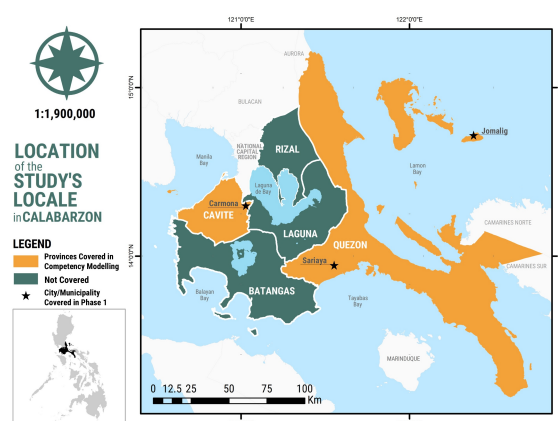 1:1,900,000
LOCATION
of the
STUDY'S
LOCALE
in CALABARZON
LEGEND
Provinces Covered in
Competency Modelling
Not Covered
City/Municipality
Covered in Phase 1
121°0'0"E
122°0'0"E
15°0'0"N
14°0'0"N
AURORA
BULACAN
NATIONAL
CAPITAL
REGION
Manila
Bay
RIZAL
Laguna
de Bay
Jomalig
Lamon
Bay
Carmona
CAVITE
LAGUNA
QUEZON
Sariaya
CAMARINES NORTE
CAMARINES SUR
BATANGAS
Balayan
Bay
Tayabas
Bay
MARINDUQUE
0 12.5 25 50 75 100
Km